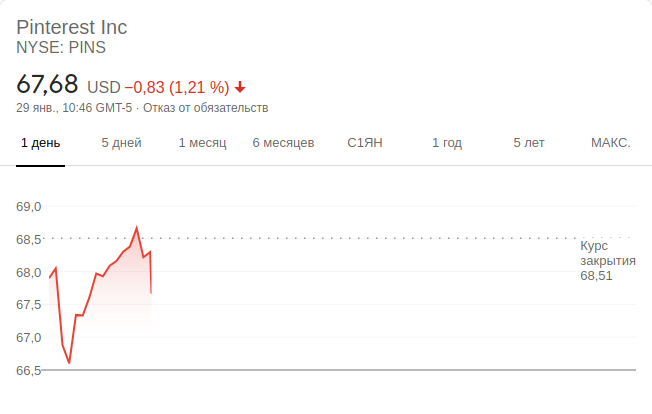 Pinterest Inc
NYSE: PINS
67,68 USD −0,83 (1,21 %)
29 янв., 10:46 GMT-5 · Отказ от обязательств
1 день 5 дней 1 месяц 6 месяцев С1ЯН 1 год 5 лет МАКС.
69,0
68,5
Курс
закрытия
68,51
68,0
67,5
67,0
66,5